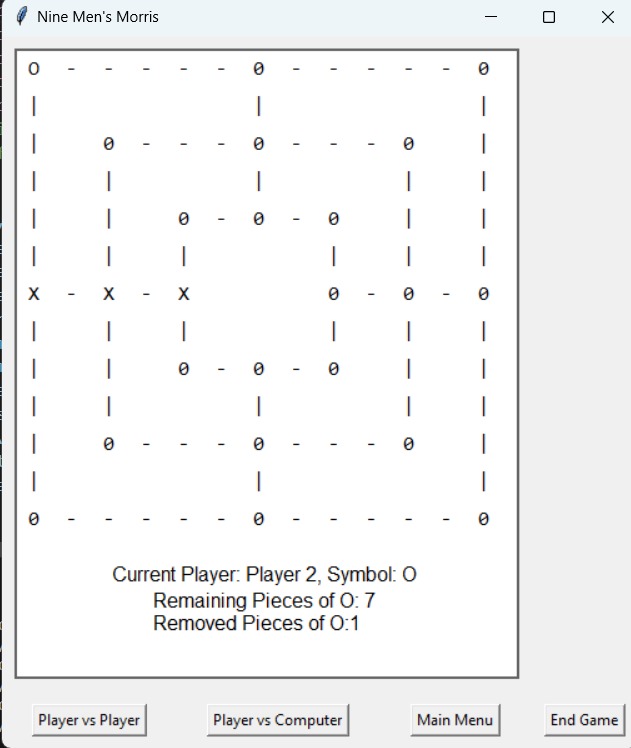 Nine Men's Morris
O - - - - - 0 - - - - - 0
| | |
| 0 - - - 0 - - - 0 |
| | | | |
| | 0 - 0 - 0 | |
| | | | | |
X - X - X 0 - 0 - 0
| | | | | |
| | 0 - 0 - 0 | |
| | | | |
| 0 - - - 0 - - - 0 |
| | |
0 - - - - - 0 - - - - - 0
Current Player: Player 2, Symbol: O
Remaining Pieces of O: 7
Removed Pieces of O:1
Player vs Player Player vs Computer Main Menu End Game